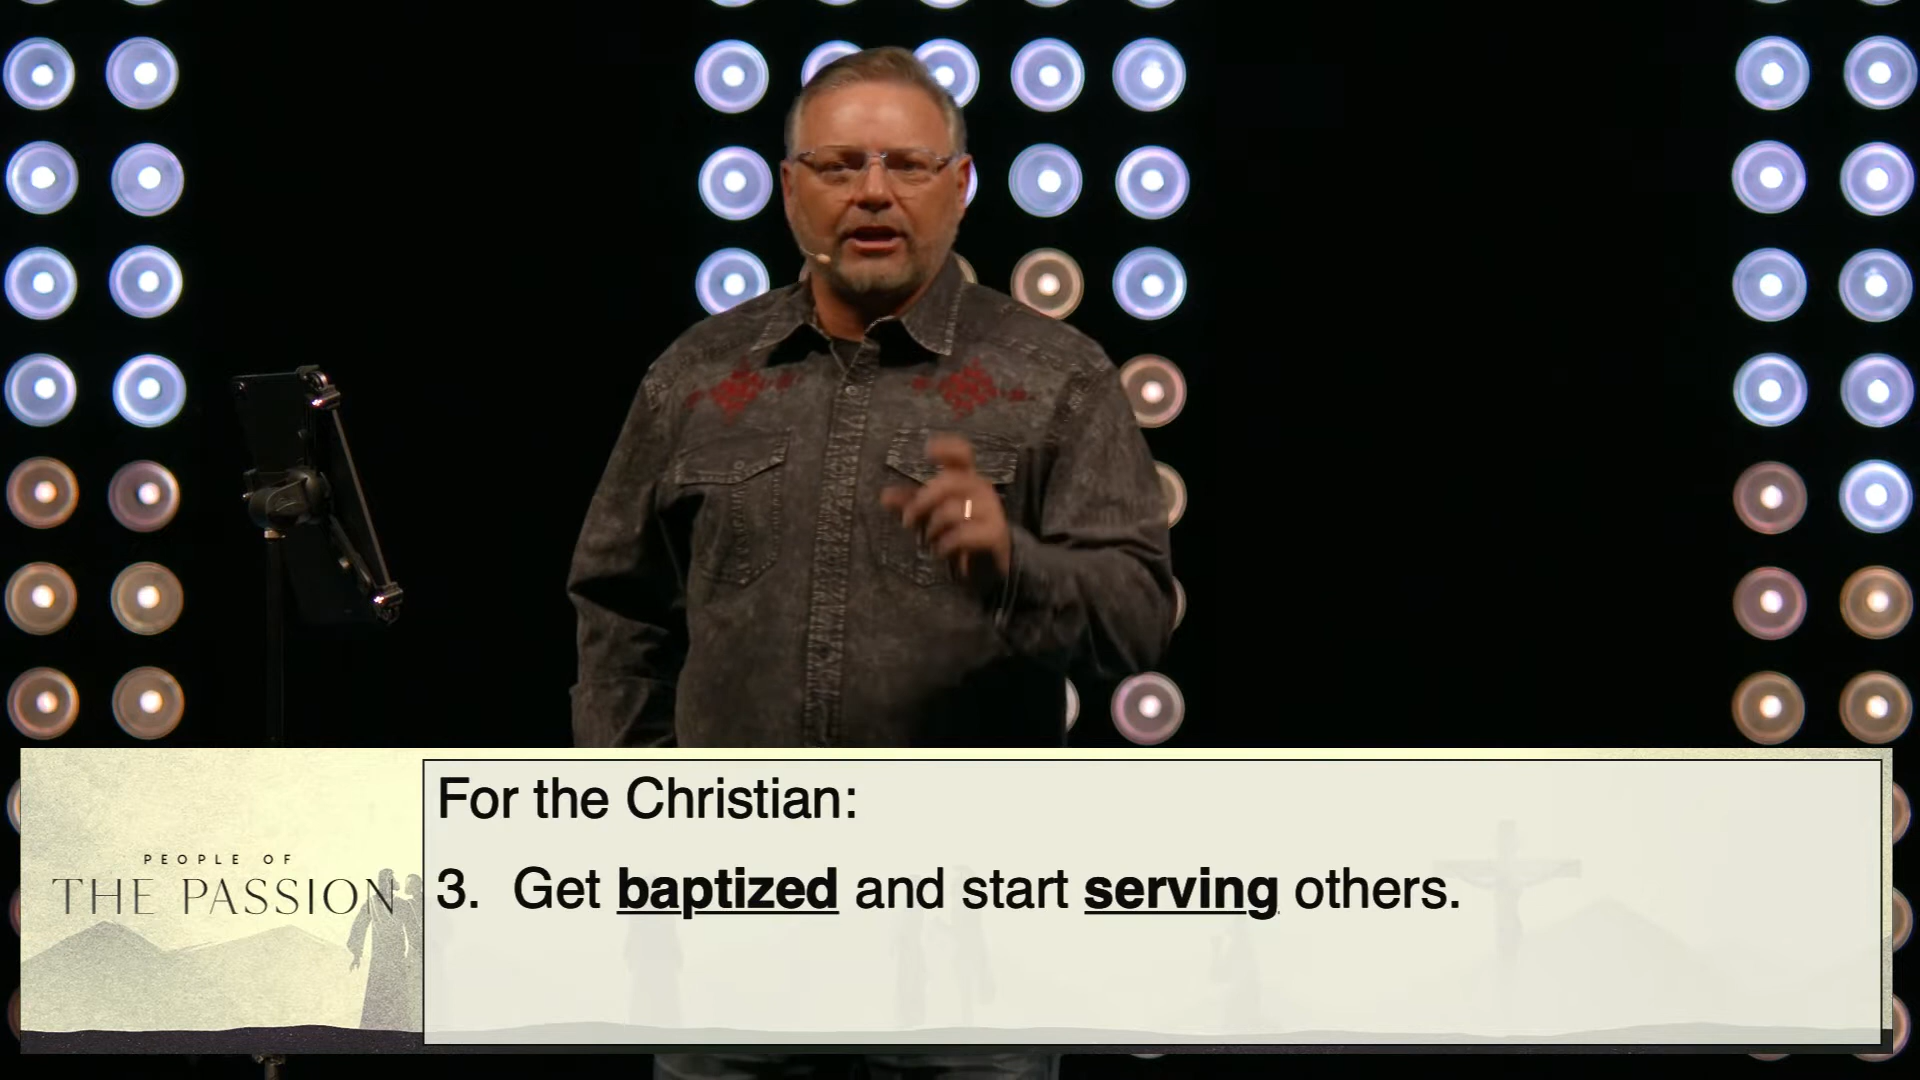 PEOPLE OF
THE PASSION
For the Christian:
3. Get baptized and start serving others.